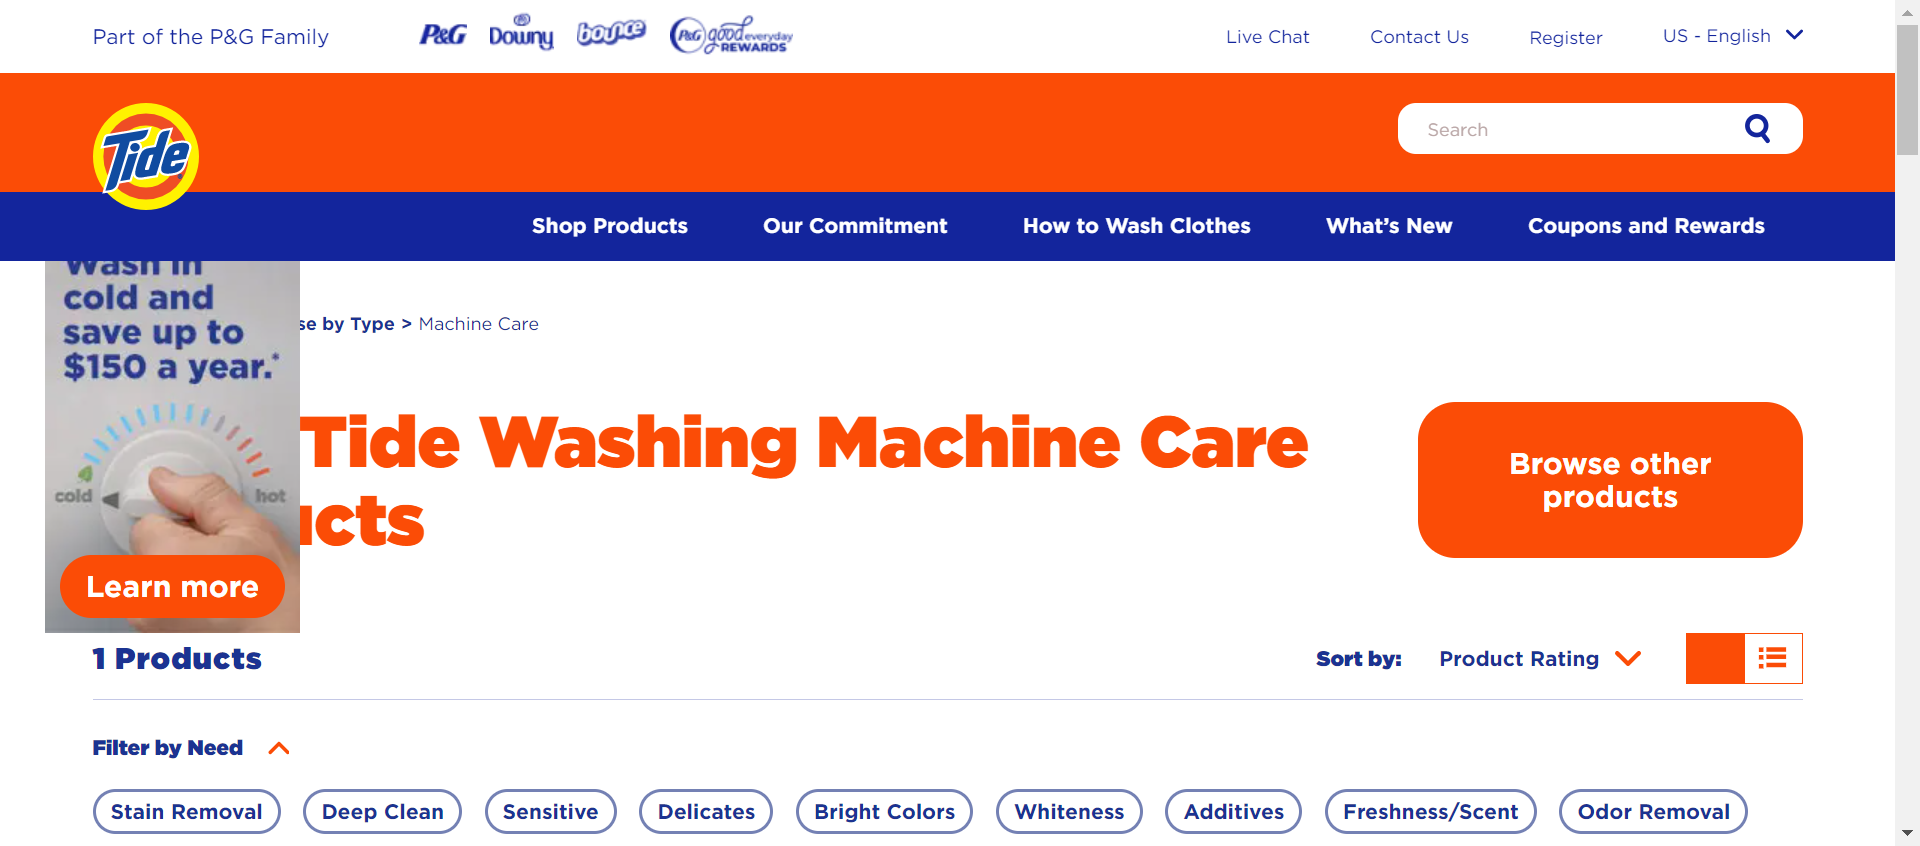 Part of the P&G Family
P&G
Downy
bounce
P&G good everyday REWARDS
Live Chat
Contact Us
Register
US - English
Tide
Search
Shop Products
Our Commitment
How to Wash Clothes
What's New
Coupons and Rewards
Wash in
cold and
save up to
$150 a year.*
cold
hot
Learn more
se by Type > Machine Care
Tide Washing Machine Care
ucts
Browse other
products
1 Products
Sort by:
Product Rating
Filter by Need
Stain Removal
Deep Clean
Sensitive
Delicates
Bright Colors
Whiteness
Additives
Freshness/Scent
Odor Removal